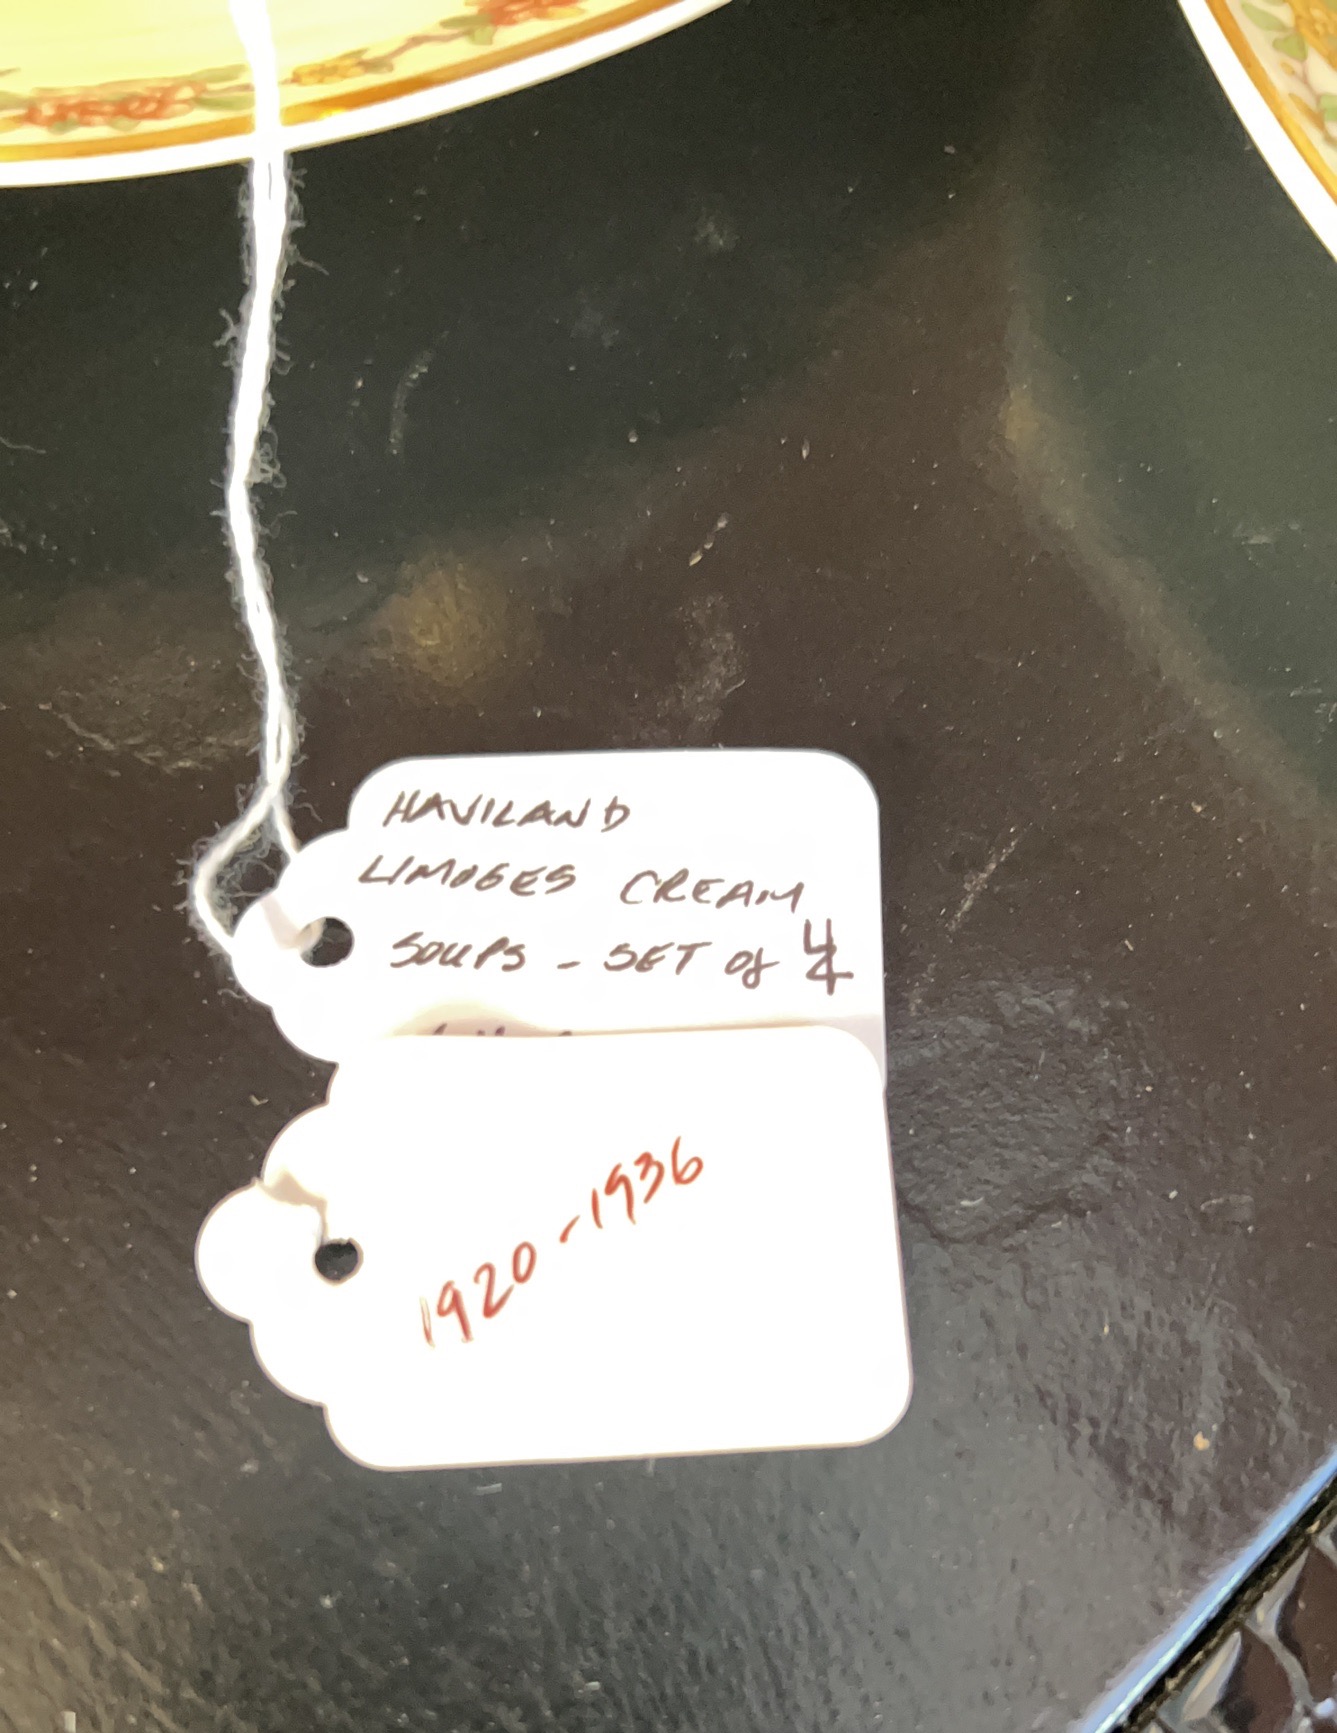 HAVILAND
LIMOGES CREAM
SOUPS - SET of 4
1920-1936